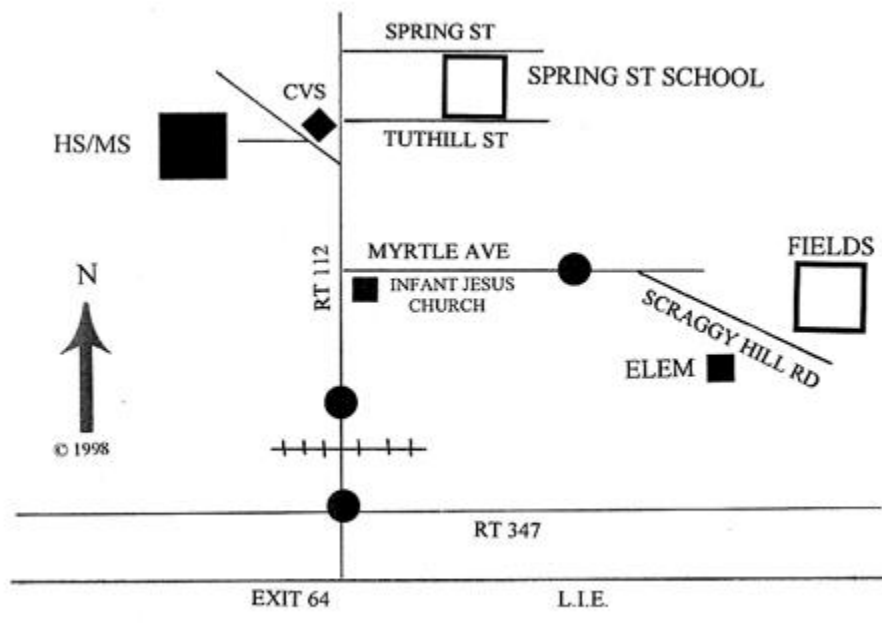 SPRING ST
SPRING ST SCHOOL
CVS
TUTHILL ST
HS/MS
MYRTLE AVE
FIELDS
RT 112
N
INFANT JESUS
CHURCH
SCRAGGY HILL RD
ELEM
© 1998
RT 347
EXIT 64
L.I.E.